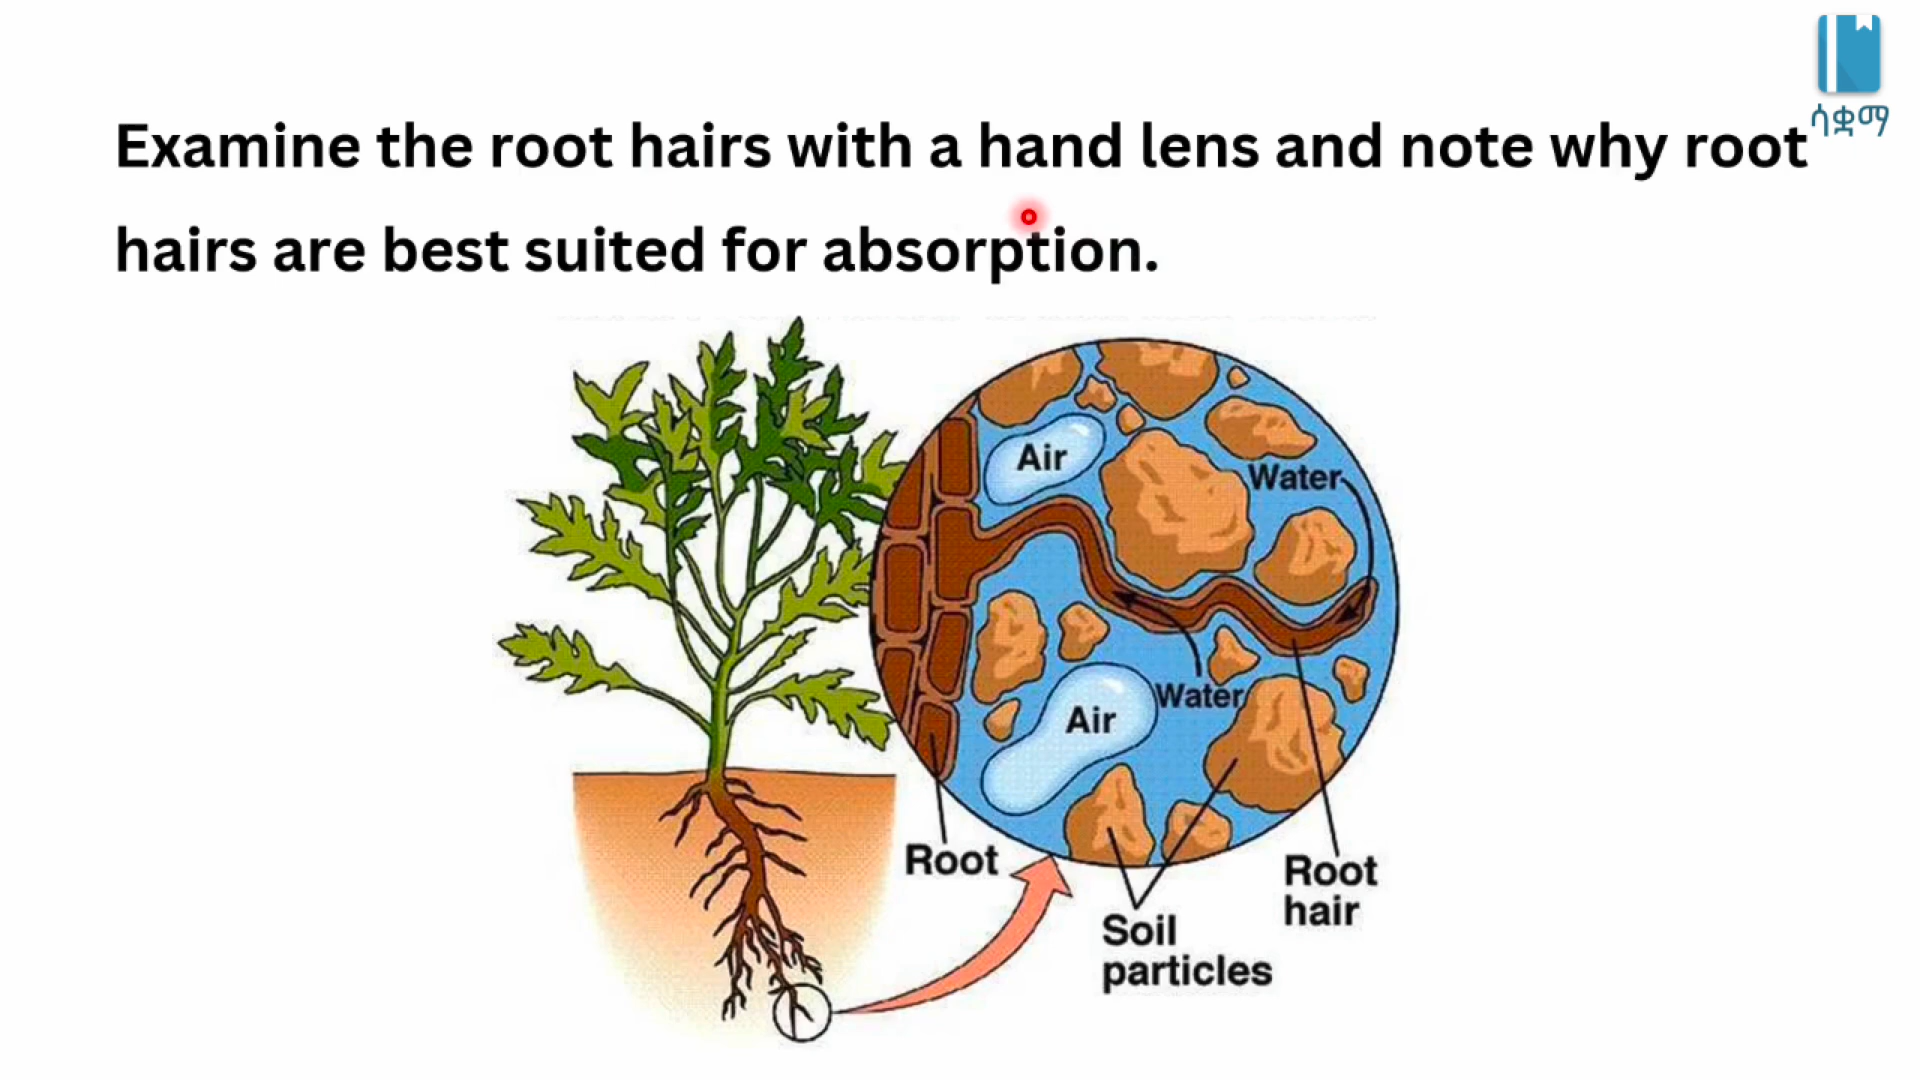 ሳቋማ
Examine the root hairs with a hand lens and note why root
hairs are best suited for absorption.
Air
Water
Water
Air
Root
Root
hair
Soil
particles